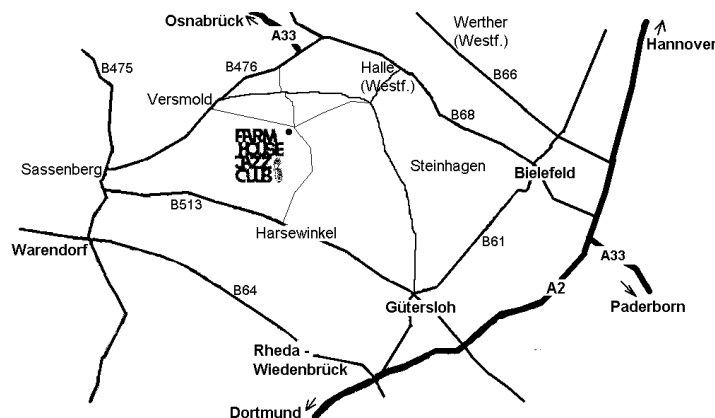 Osnabrück
A33
Werther
(Westf.)
Hannover
B475
B476
Halle
(Westf.)
B66
Versmold
B68
FARM
HOUSE
JAZZ
CLUB
Sassenberg
Steinhagen
Bielefeld
B513
Harsewinkel
B61
Warendorf
A33
B64
A2
Gütersloh
Paderborn
Rheda -
Wiedenbrück
Dortmund